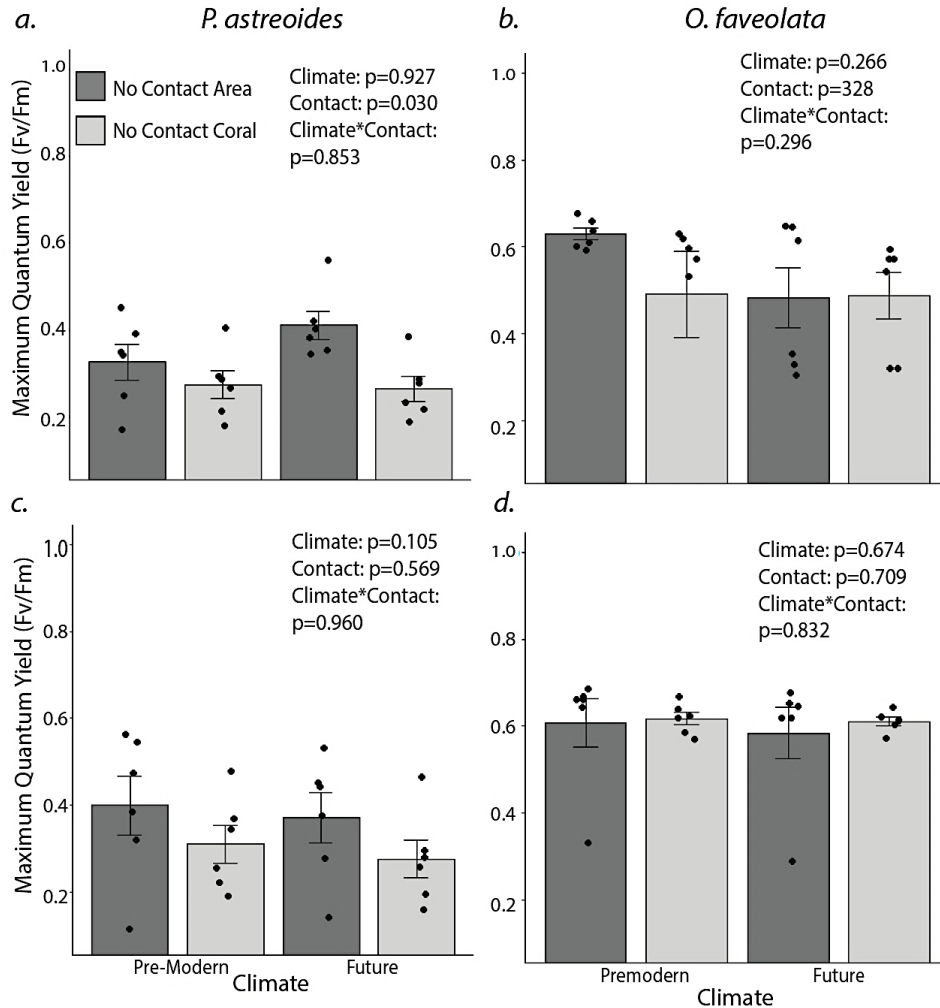 a.
P. astreoides
b.
O. faveolata
Maximum Quantum Yield (Fv/Fm)
1.0
0.8
0.6
0.4
0.2
No Contact Area
No Contact Coral
Climate: p=0.927
Contact: p=0.030
Climate*Contact:
p=0.853
1.0
0.8
0.6
0.4
0.2
Climate: p=0.266
Contact: p=328
Climate*Contact:
p=0.296
c.
d.
Maximum Quantum Yield (Fv/Fm)
1.0
0.8
0.6
0.4
0.2
Climate: p=0.105
Contact: p=0.569
Climate*Contact:
p=0.960
Pre-Modern
Future
Climate
1.0
0.8
0.6
0.4
0.2
Climate: p=0.674
Contact: p=0.709
Climate*Contact:
p=0.832
Premodern
Future
Climate